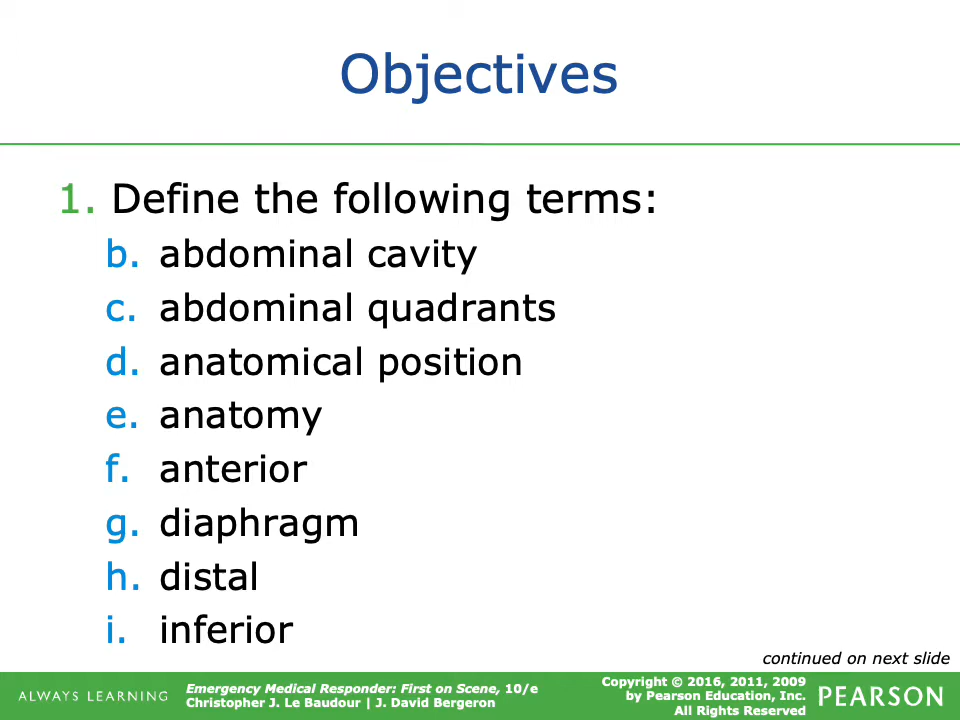 Objectives
1. Define the following terms:
b. abdominal cavity
c. abdominal quadrants
d. anatomical position
e. anatomy
f. anterior
g. diaphragm
h. distal
i. inferior
continued on next slide
ALWAYS LEARNING
Emergency Medical Responder: First on Scene, 10/e
Christopher J. Le Baudour | J. David Bergeron
Copyright © 2016, 2011, 2009
by Pearson Education, Inc.
All Rights Reserved
PEARSON